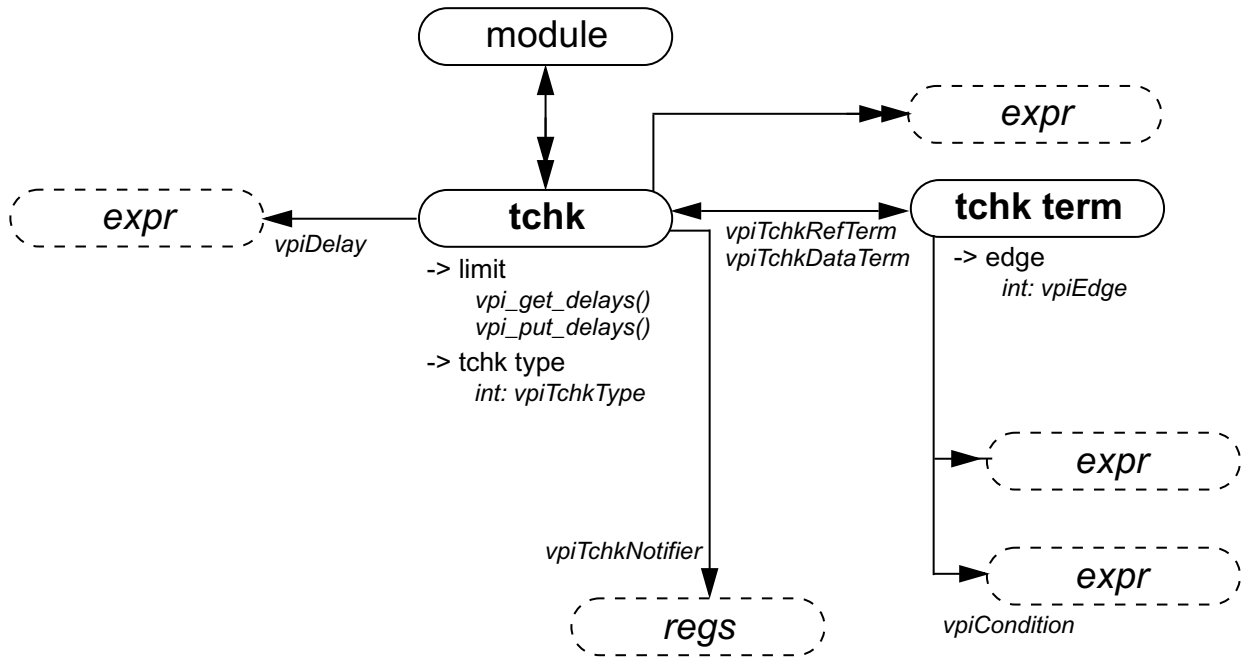 module
expr
expr
vpiDelay
tchk
vpiTchkRefTerm
vpiTchkDataTerm
tchk term
-> limit
vpi_get_delays()
vpi_put_delays()
-> tchk type
int: vpiTchkType
-> edge
int: vpiEdge
expr
vpiTchkNotifier
expr
regs
vpiCondition